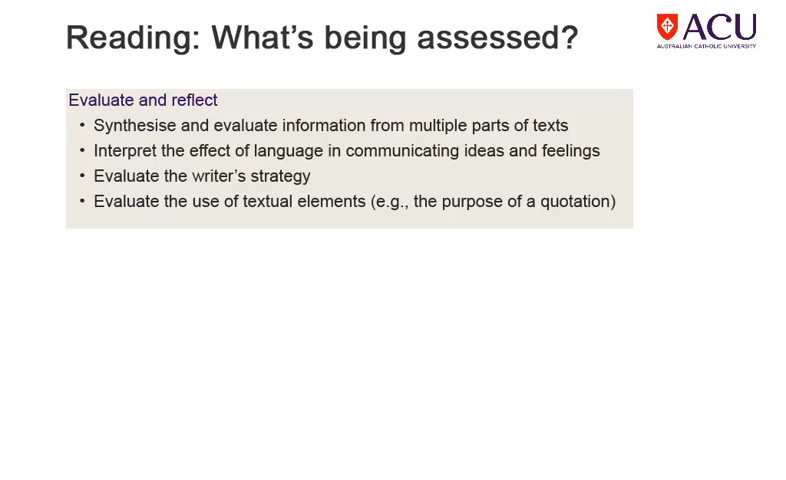 Reading: What's being assessed?
ACU
AUSTRALIAN CATHOLIC UNIVERSITY
Evaluate and reflect
• Synthesise and evaluate information from multiple parts of texts
• Interpret the effect of language in communicating ideas and feelings
• Evaluate the writer's strategy
• Evaluate the use of textual elements (e.g., the purpose of a quotation)